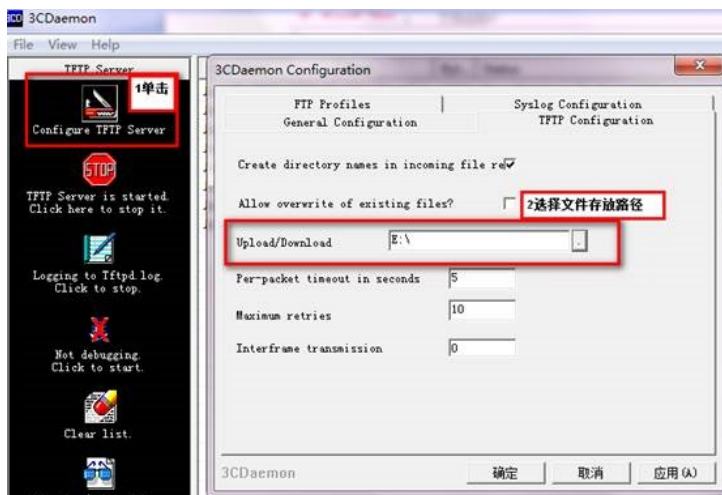 3CDaemon
File View Help
TFTP Server
1单击
Configure TFTP Server
STOP
TFTP Server is started.
Click here to stop it.
Logging to Tftpd.log.
Click to stop.
Not debugging.
Click to start.
Clear list.
3CDaemon Configuration
FTP Profiles
Syslog Configuration
General Configuration
TFTP Configuration
Create directory names in incoming file re
Allow overwrite of existing files?
2选择文件存放路径
Upload/Download
E:\
.
Per-packet timeout in seconds
5
Maximum retries
10
Interframe transmission
0
3CDaemon
确定
取消
应用(A)